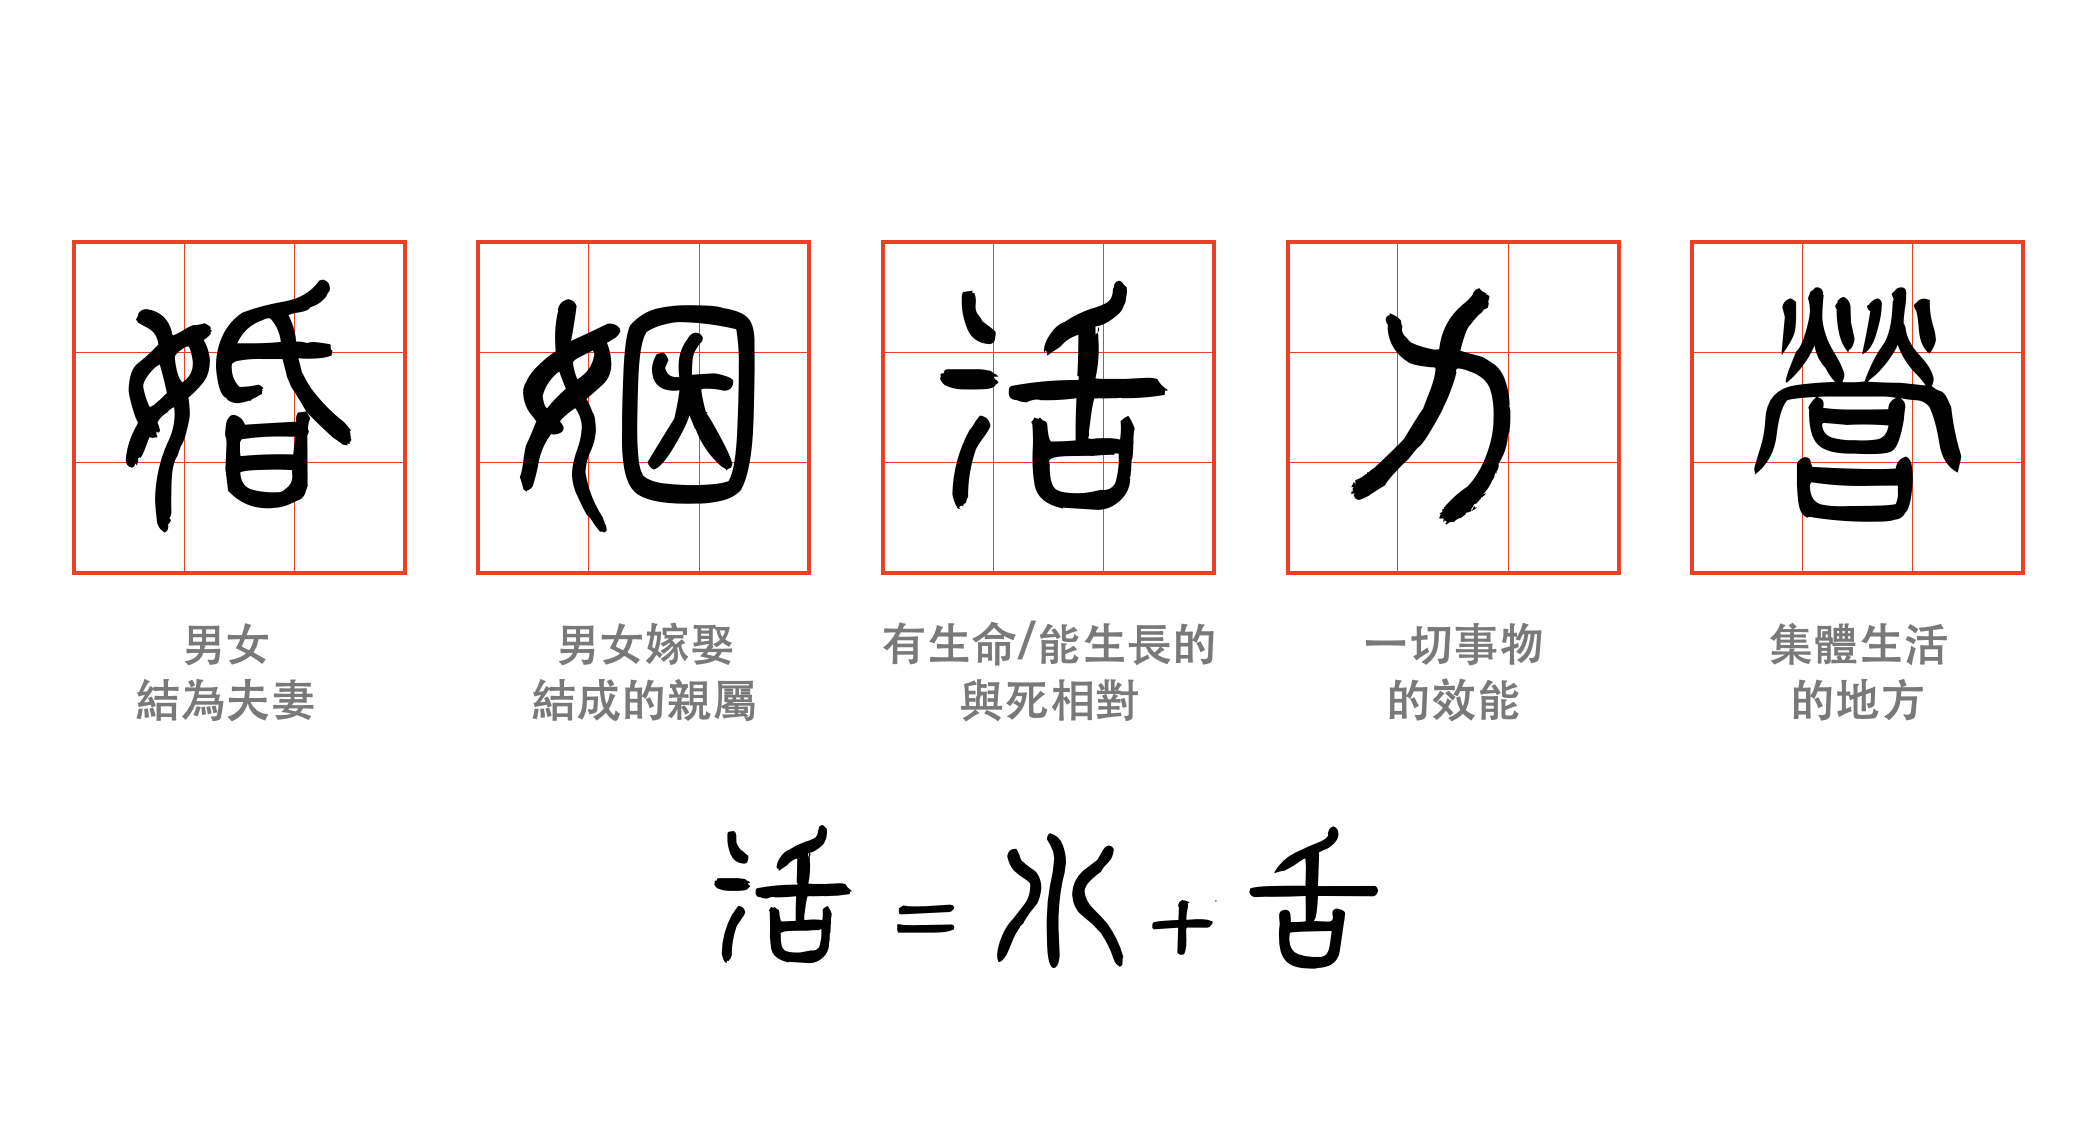 婚 姻 活 力 營
男女
結為夫妻
男女嫁娶
結成的親屬
有生命/能生長的
與死相對
一切事物
的效能
集體生活
的地方
活 = 水 + 舌